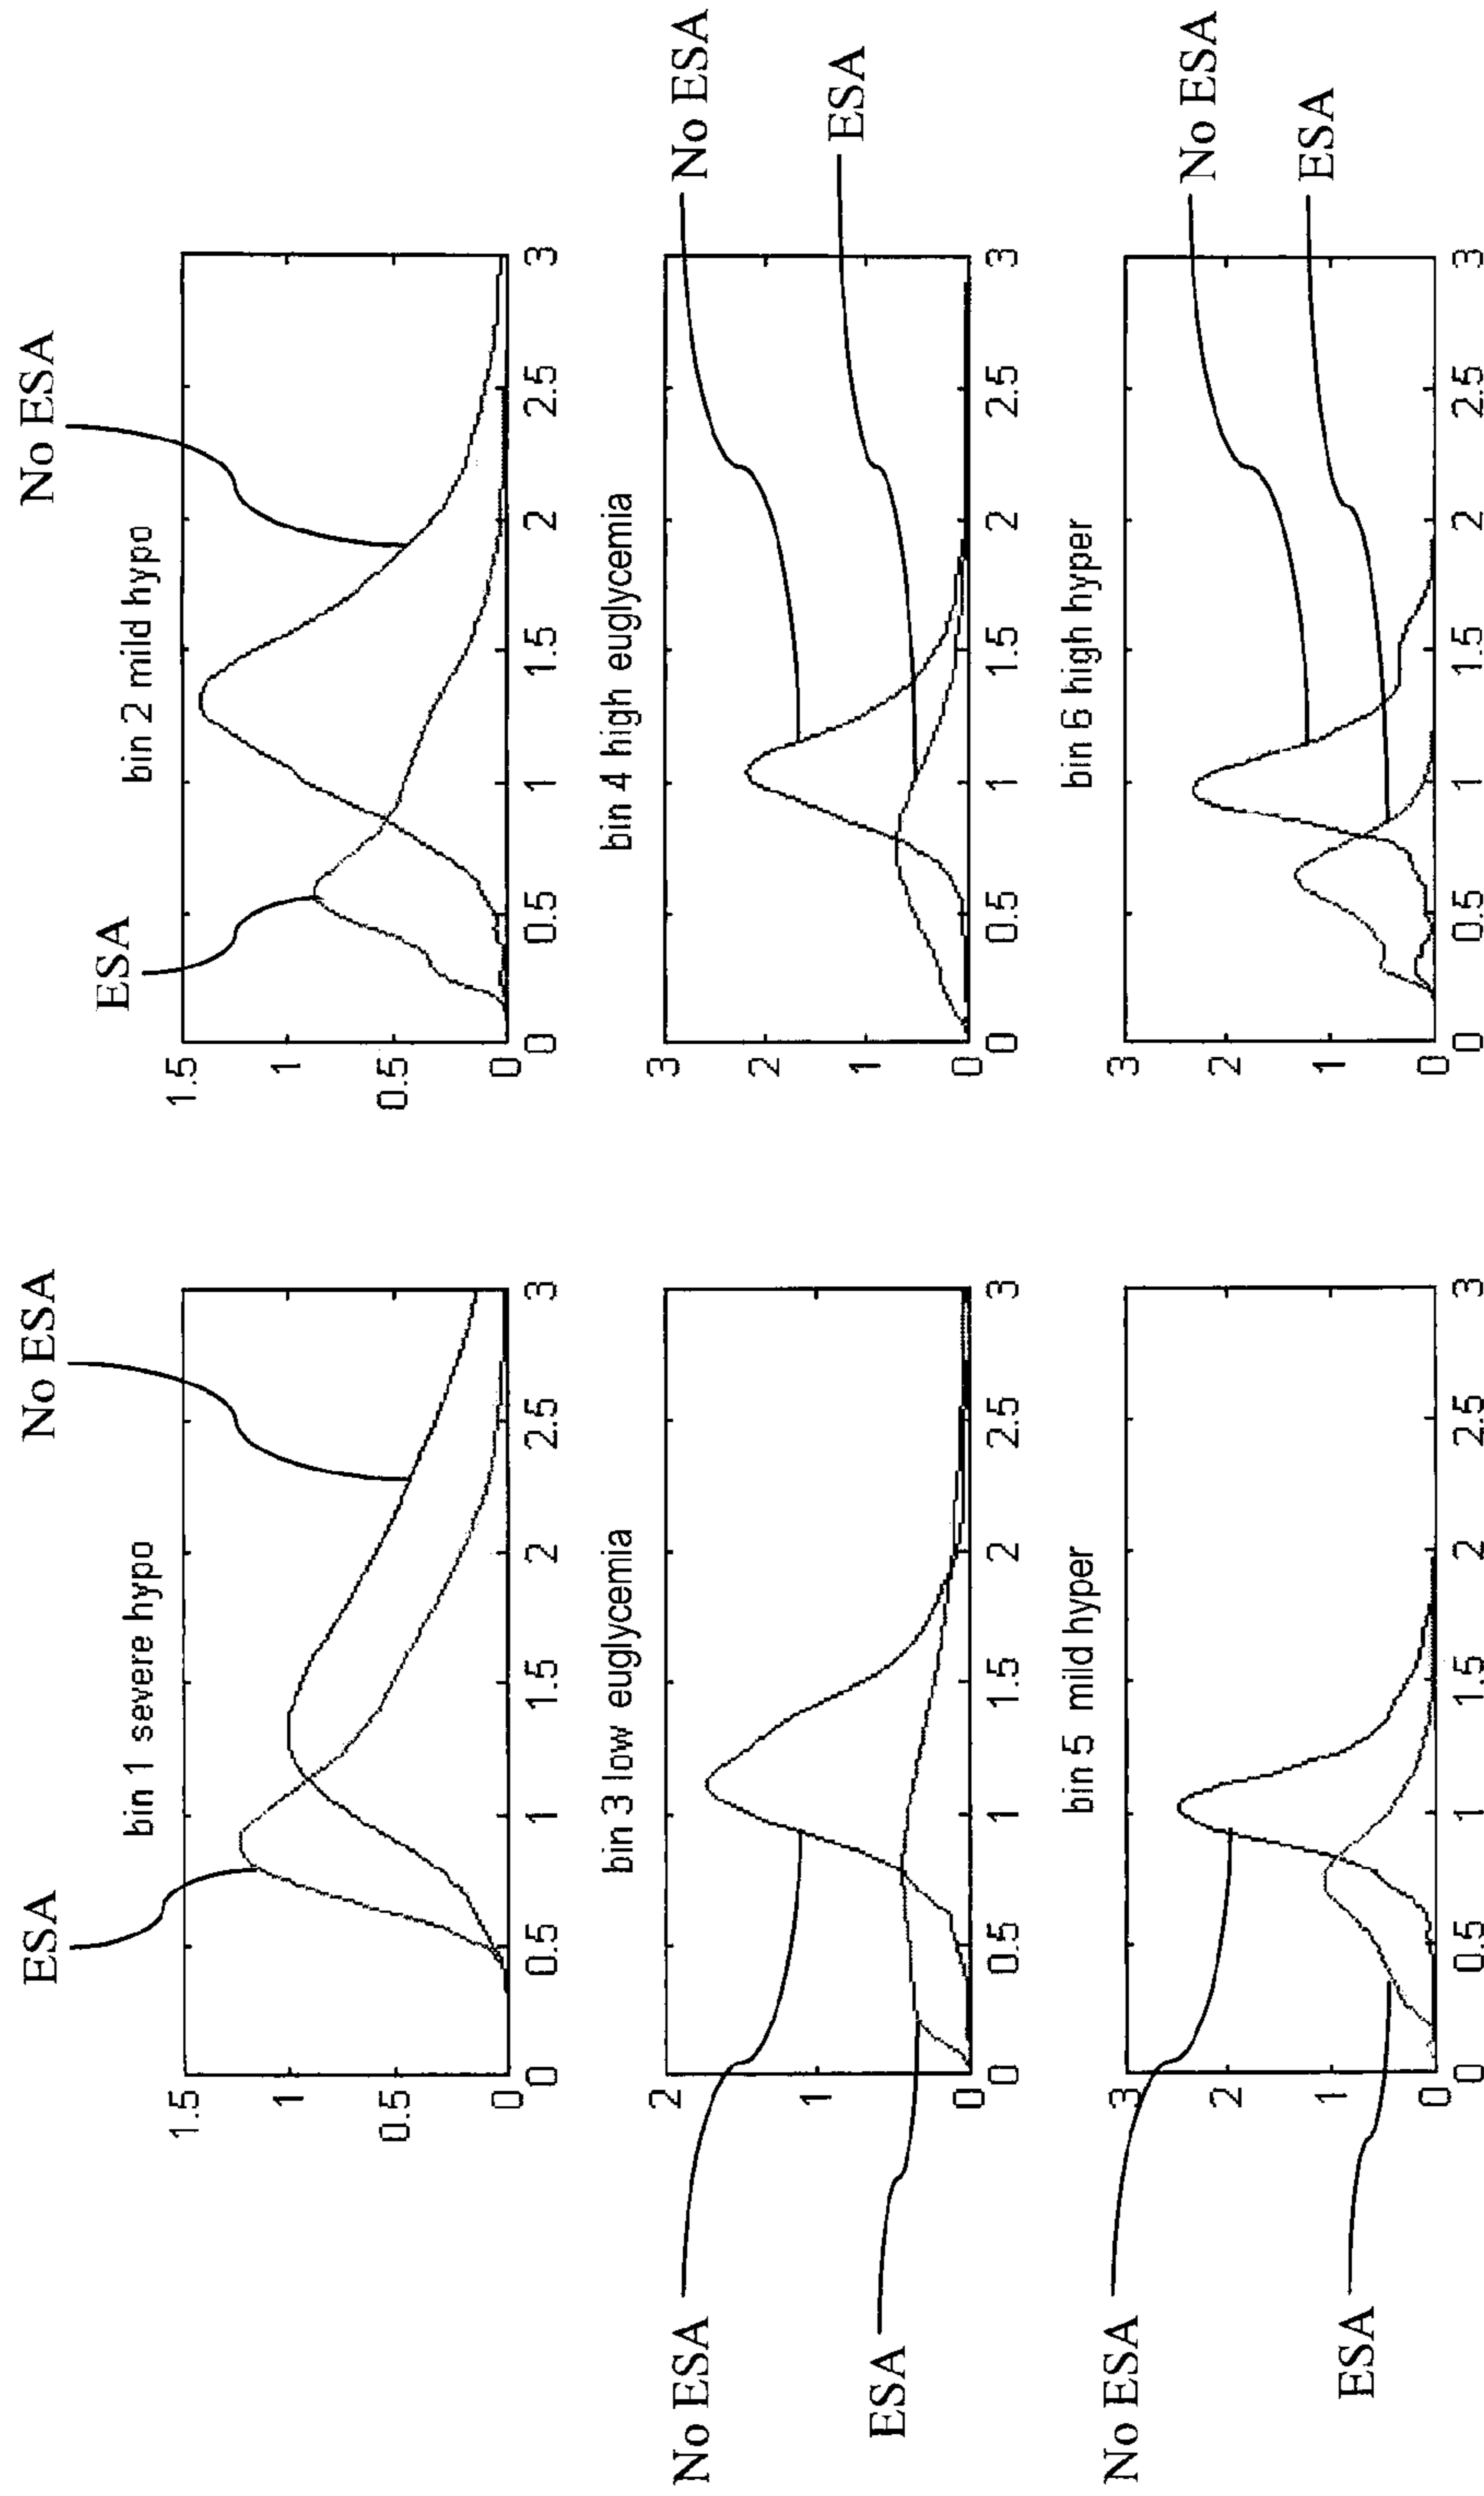 ESA
No ESA
bin 1 severe hypo
1.5
1
0.5
0
0 0.5 1 1.5 2 2.5 3
ESA
No ESA
bin 2 mild hypo
1.5
1
0.5
0
0 0.5 1 1.5 2 2.5 3
No ESA
ESA
bin 3 low euglycemia
2
1
0
0 0.5 1 1.5 2 2.5 3
bin 4 high euglycemia
3
2
1
0
0 0.5 1 1.5 2 2.5 3
No ESA
ESA
No ESA
ESA
bin 5 mild hyper
3
2
1
0
0 0.5 1 1.5 2 2.5 3
bin 6 high hyper
3
2
1
0
0 0.5 1 1.5 2 2.5 3
No ESA
ESA